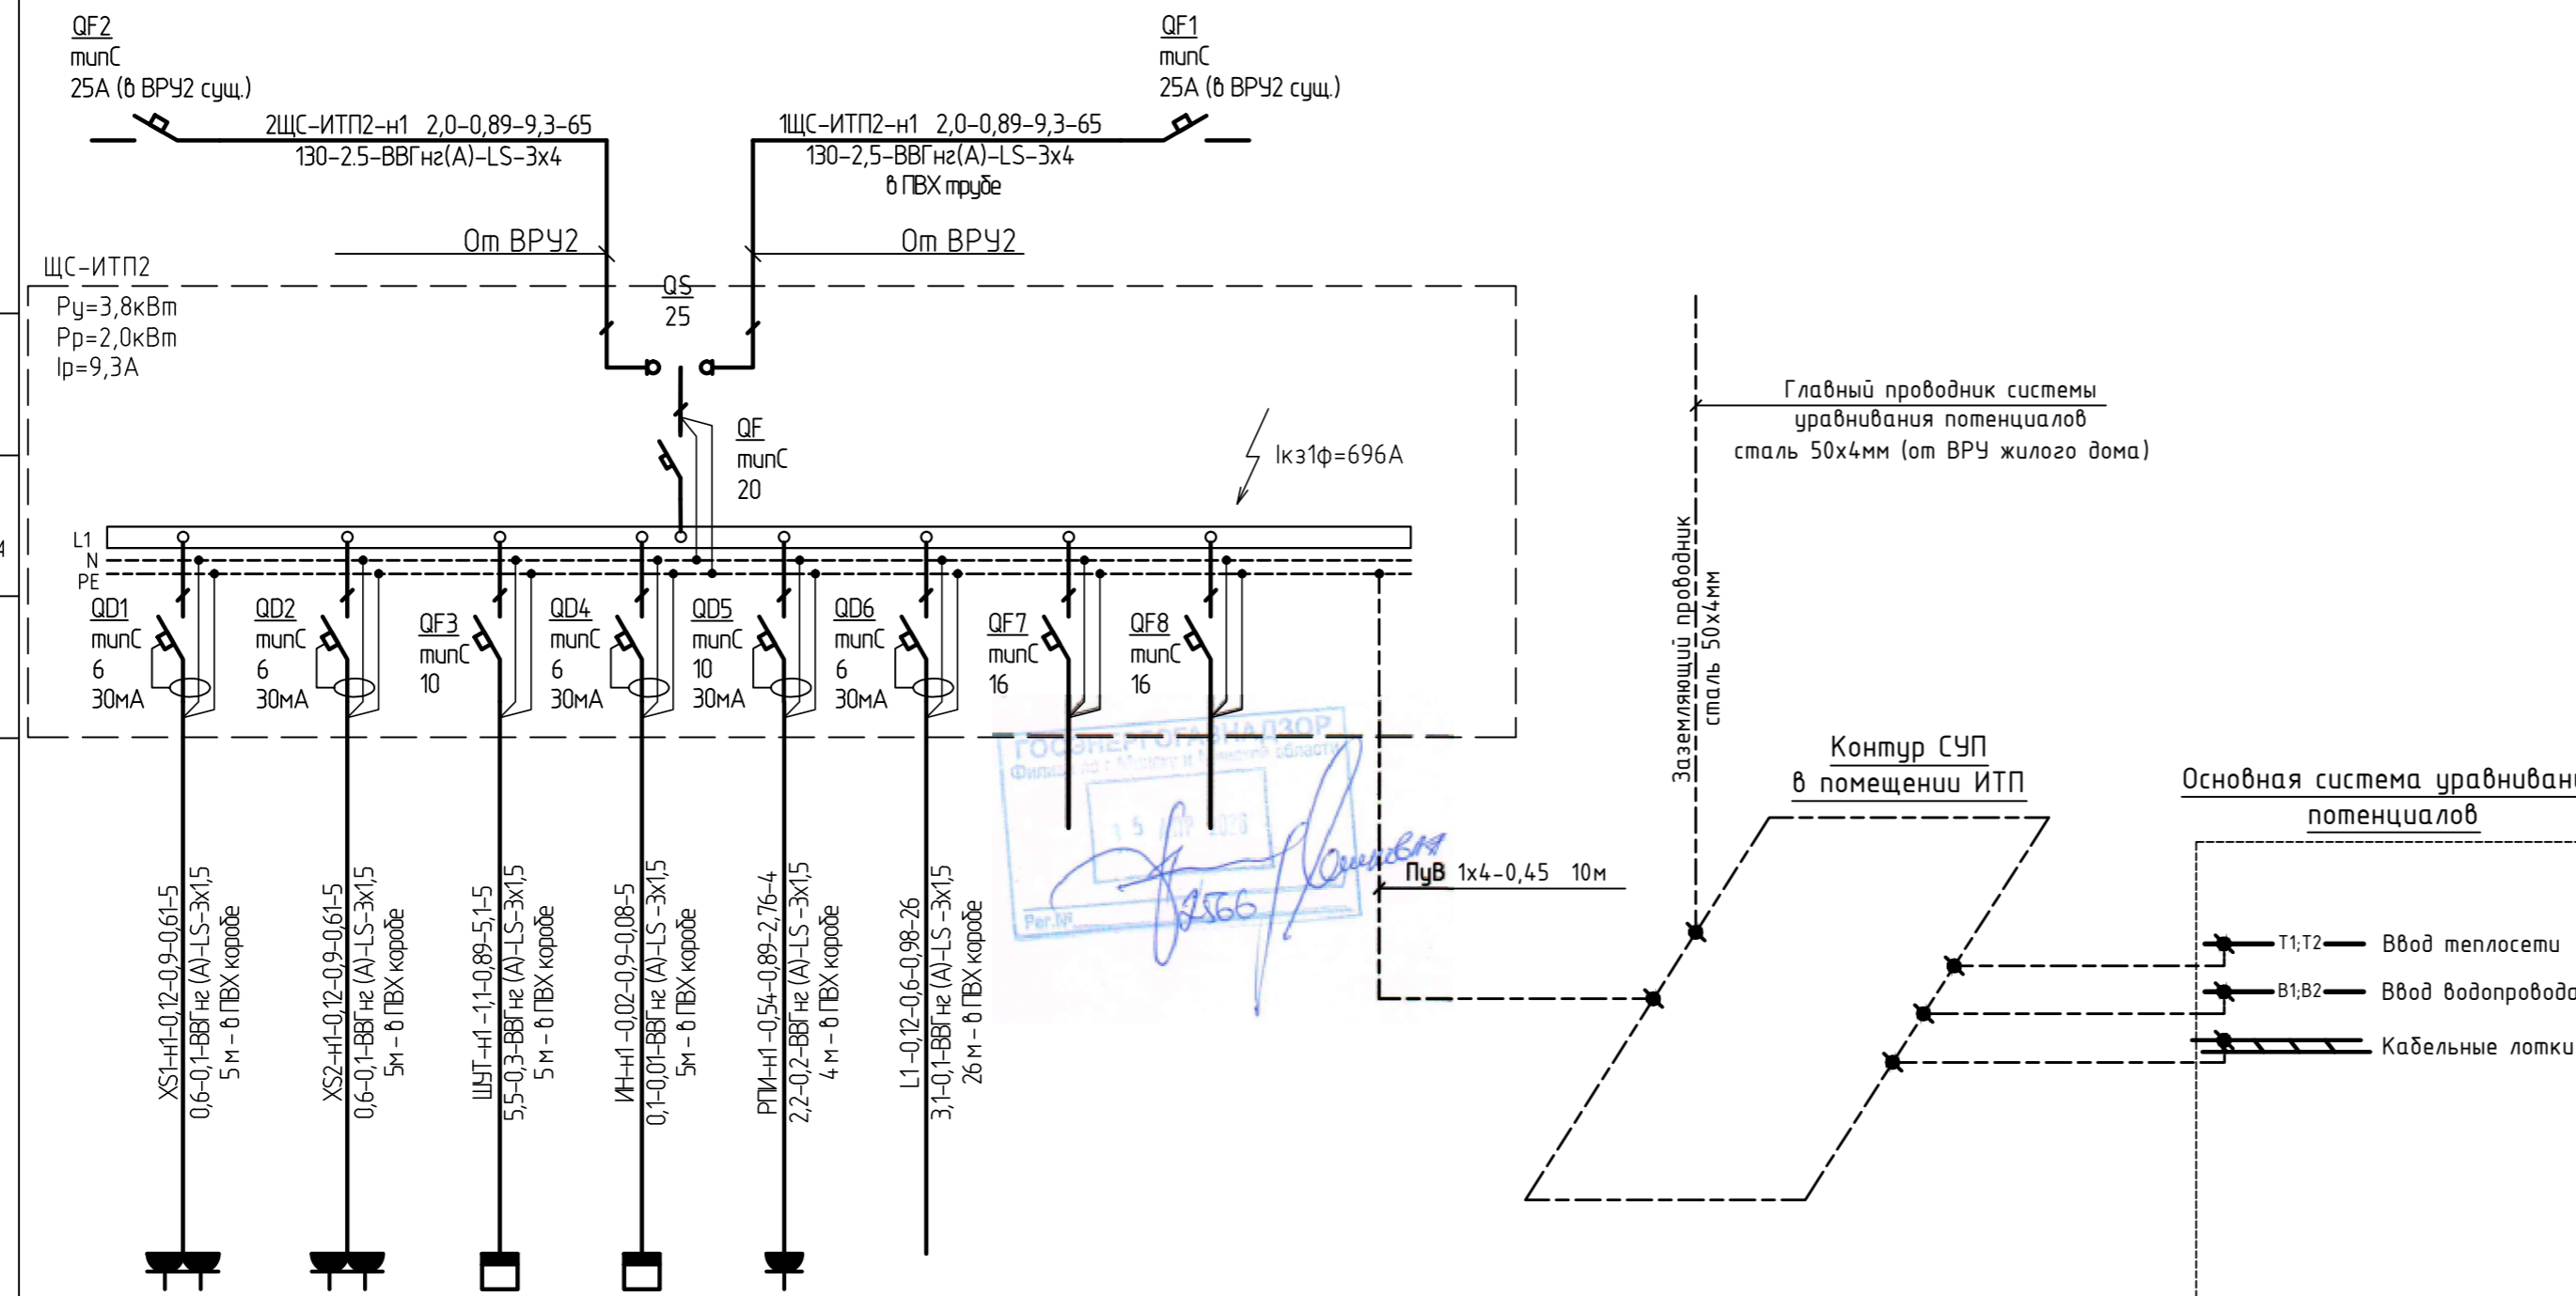 QF2
типС
25А (в ВРУ2 сущ.)
QF1
типС
25А (в ВРУ2 сущ.)
2ЩС-ИТП2-н1 2,0-0,89-9,3-65
130-2.5-ВВГнг(А)-LS-3х4
1ЩС-ИТП2-н1 2,0-0,89-9,3-65
130-2,5-ВВГнг(А)-LS-3х4
в ПВХ трубе
От ВРУ2
От ВРУ2
ЩС-ИТП2
Ру=3,8кВт
Рр=2,0кВт
Iр=9,3А
QS
25
QF
типС
20
Iкз1ф=696А
Главный проводник системы
уравнивания потенциалов
сталь 50х4мм (от ВРУ жилого дома)
Заземляющий проводник
сталь 50х4мм
L1
N
PE
QD1
типС
6
30мА
QD2
типС
6
30мА
QF3
типС
10
QD4
типС
6
30мА
QD5
типС
10
30мА
QD6
типС
6
30мА
QF7
типС
16
QF8
типС
16
ГОСЭНЕРГОГАЗНАДЗОР
Филиал по г. Минску и Минской области
2566
Рег.№
ПуВ 1х4-0,45 10м
Контур СУП
в помещении ИТП
Основная система уравниван
потенциалов
Т1;Т2 Ввод теплосети
В1;В2 Ввод водопровода
Кабельные лотки
XS1-н1-0,12-0,9-0,61-5
0,6-0,1-ВВГнг (А)-LS-3х1,5
5 м - в ПВХ коробе
XS2-н1-0,12-0,9-0,61-5
0,6-0,1-ВВГнг (А)-LS-3х1,5
5м - в ПВХ коробе
ШУТ-н1 -1,1-0,89-5,1-5
5,5-0,3-ВВГнг (А)-LS-3х1,5
5 м - в ПВХ коробе
ИН-н1-0,02-0,9-0,08-5
0,1-0,01-ВВГнг (А)-LS -3х1,5
5м - в ПВХ коробе
РПИ-н1-0,54-0,89-2,76-4
2,2-0,2-ВВГнг (А)-LS -3х1,5
4 м - в ПВХ коробе
L1 -0,12-0,6-0,98-26
3,1-0,1-ВВГнг (А)-LS -3х1,5
26 м - в ПВХ коробе